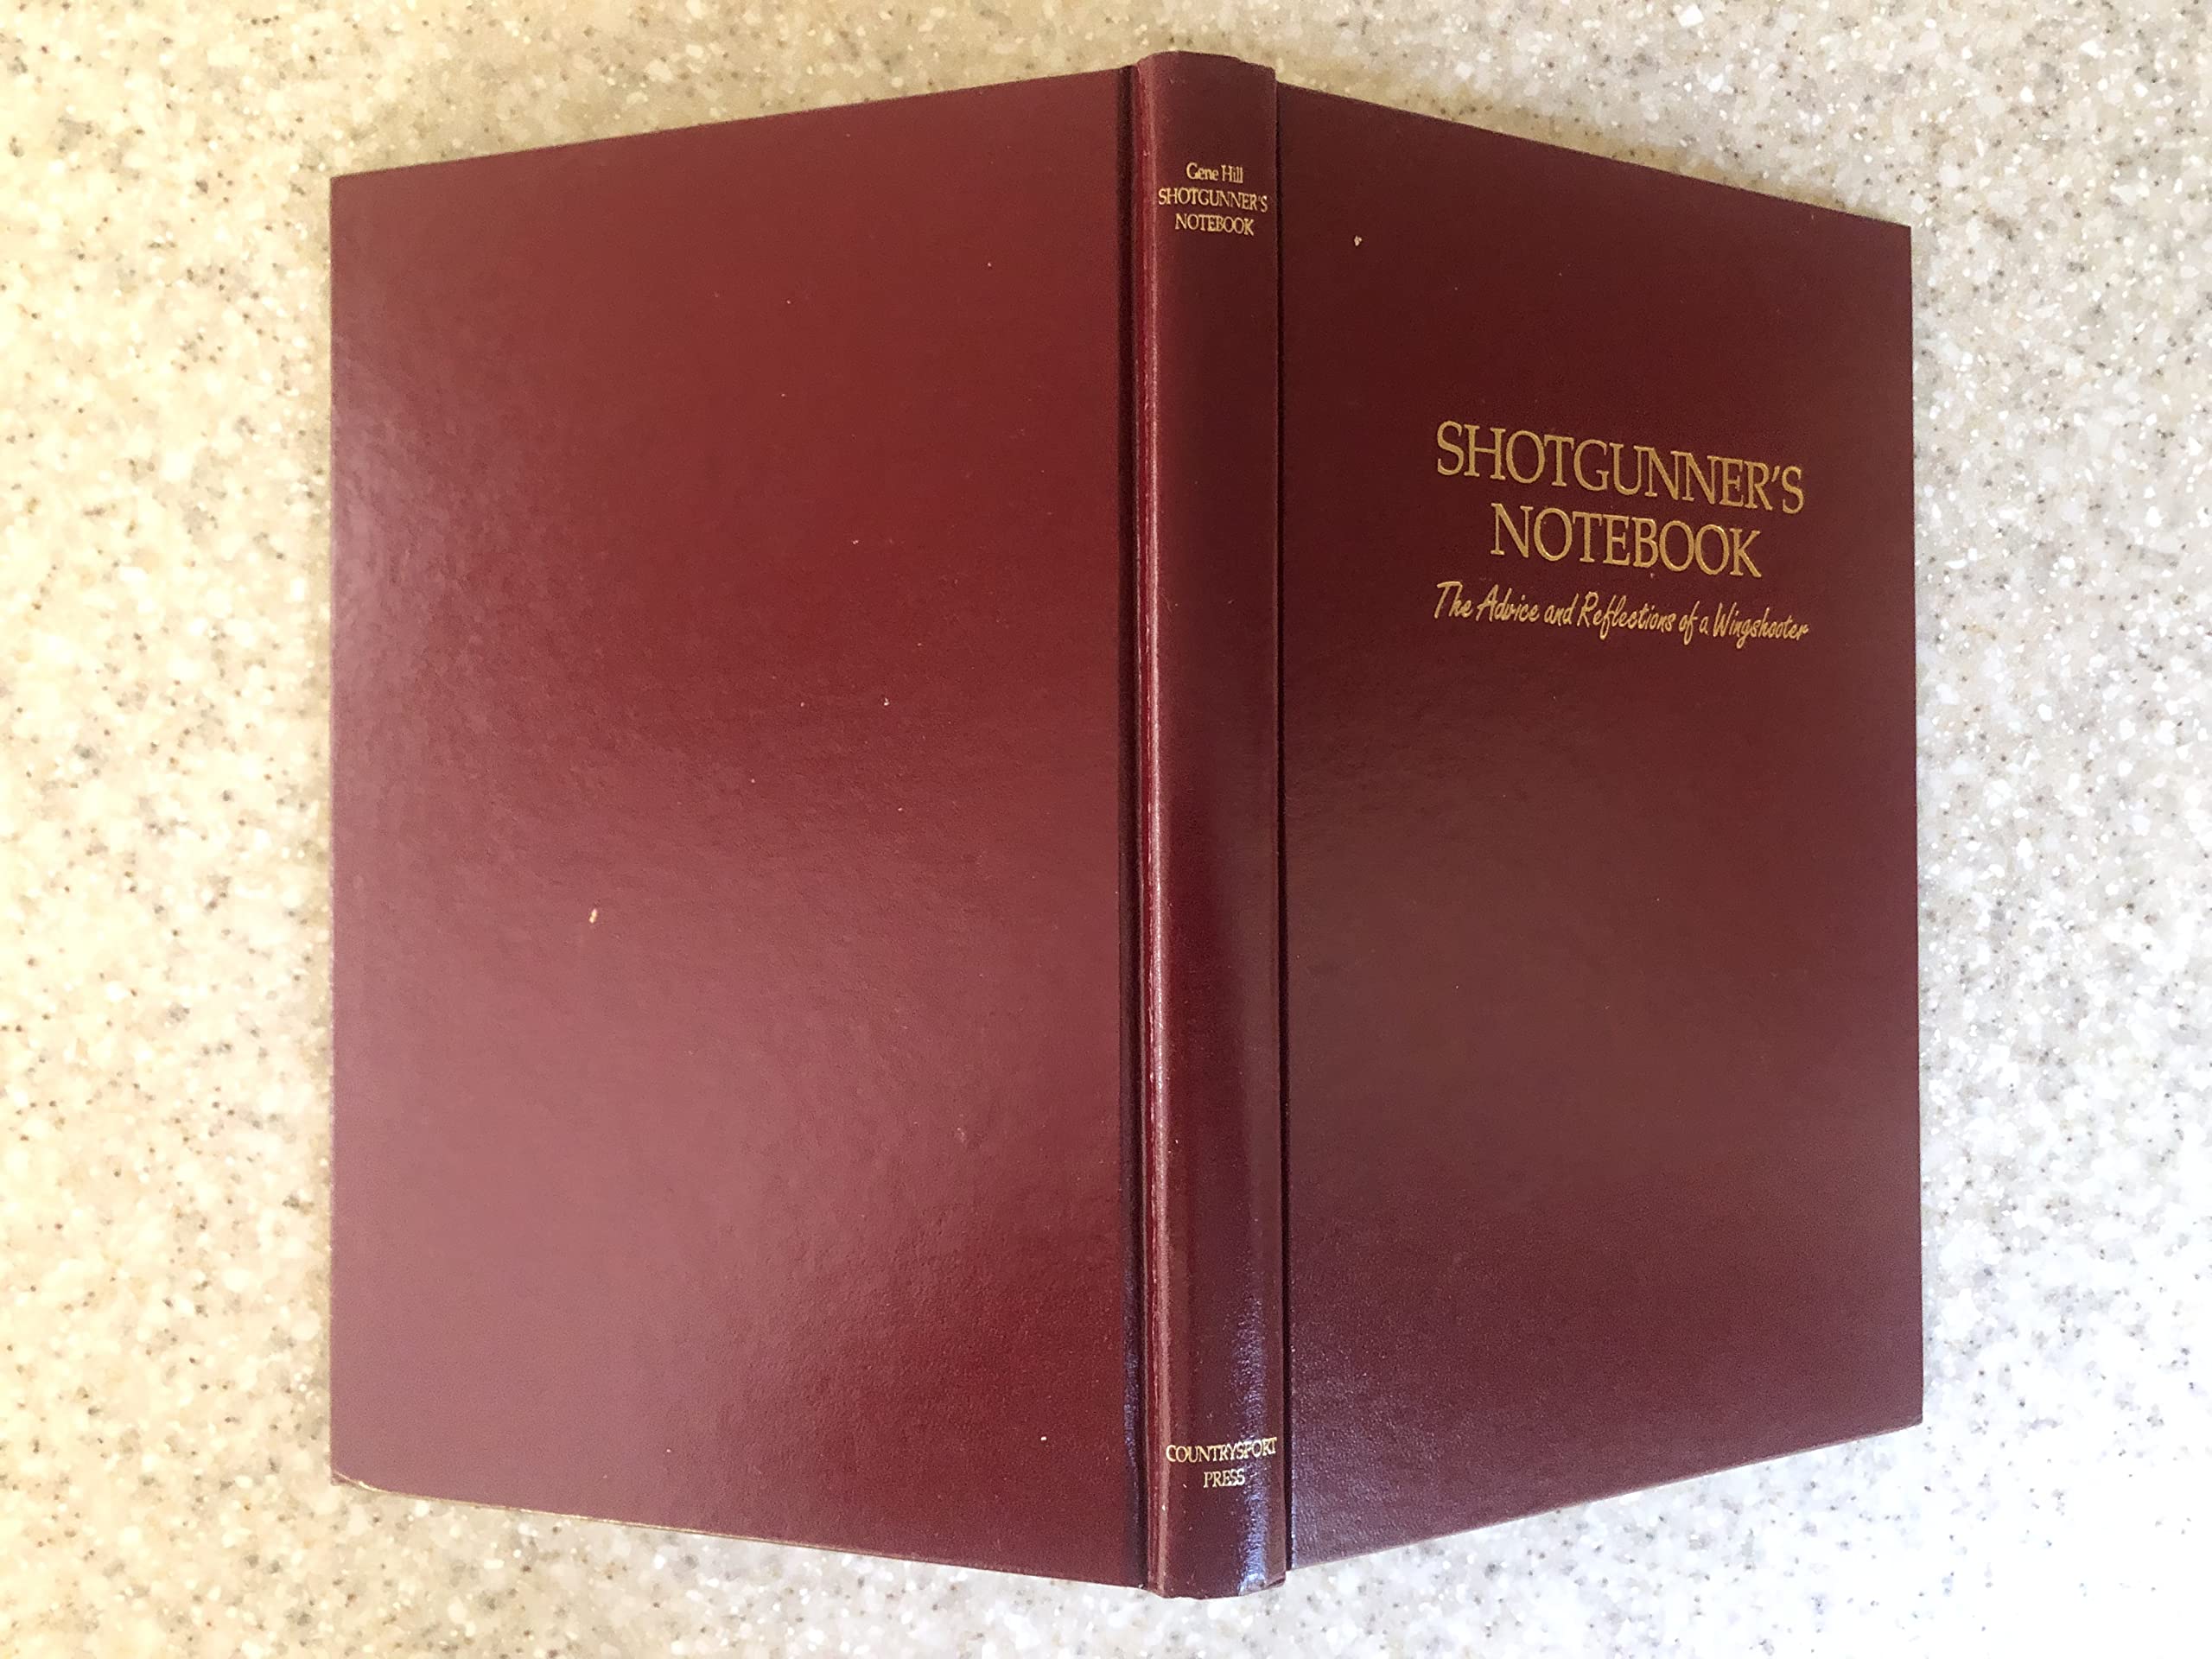 Gene Hill
SHOTGUNNER'S
NOTEBOOK
COUNTRYSPORT
PRESS
SHOTGUNNER'S
NOTEBOOK
The Advice and Reflections of a Wingshooter